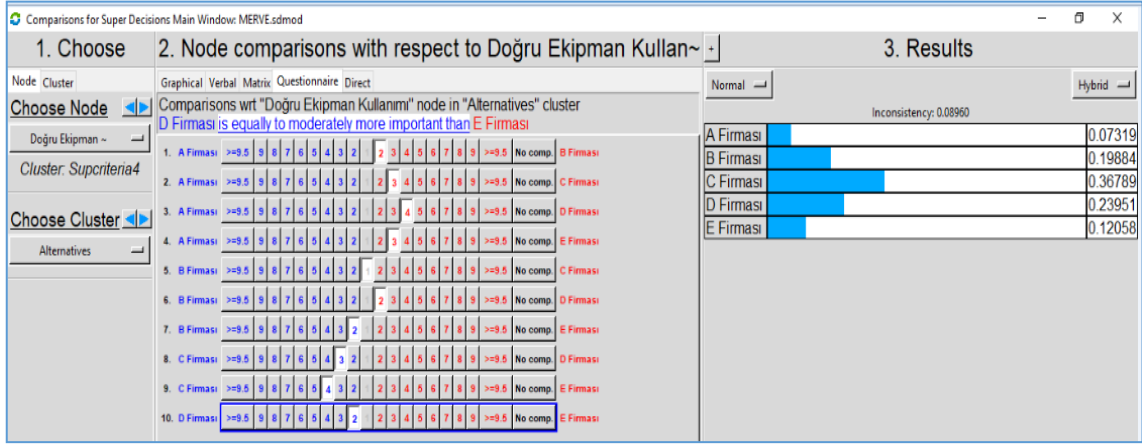 Comparisons for Super Decisions Main Window: MERVE.sdmod
1. Choose
2. Node comparisons with respect to Doğru Ekipman Kullan~
+
3. Results
Node Cluster
Graphical Verbal Matrix Questionnaire Direct
Normal
Hybrid
Choose Node
Comparisons wrt "Doğru Ekipman Kullanımı" node in "Alternatives" cluster
D Firması is equally to moderately more important than E Firması
Inconsistency: 0.08960
Doğru Ekipman ~
Cluster: Supcriteria4
Choose Cluster
Alternatives
1. A Firması >=9.5 9 8 7 6 5 4 3 2 1 2 3 4 5 6 7 8 9 >=9.5 No comp. B Firması
2. A Firması >=9.5 9 8 7 6 5 4 3 2 1 2 3 4 5 6 7 8 9 >=9.5 No comp. C Firması
3. A Firması >=9.5 9 8 7 6 5 4 3 2 1 2 3 4 5 6 7 8 9 >=9.5 No comp. D Firması
4. A Firması >=9.5 9 8 7 6 5 4 3 2 1 2 3 4 5 6 7 8 9 >=9.5 No comp. E Firması
5. B Firması >=9.5 9 8 7 6 5 4 3 2 1 2 3 4 5 6 7 8 9 >=9.5 No comp. C Firması
6. B Firması >=9.5 9 8 7 6 5 4 3 2 1 2 3 4 5 6 7 8 9 >=9.5 No comp. D Firması
7. B Firması >=9.5 9 8 7 6 5 4 3 2 1 2 3 4 5 6 7 8 9 >=9.5 No comp. E Firması
8. C Firması >=9.5 9 8 7 6 5 4 3 2 1 2 3 4 5 6 7 8 9 >=9.5 No comp. D Firması
9. C Firması >=9.5 9 8 7 6 5 4 3 2 1 2 3 4 5 6 7 8 9 >=9.5 No comp. E Firması
10. D Firması >=9.5 9 8 7 6 5 4 3 2 1 2 3 4 5 6 7 8 9 >=9.5 No comp. E Firması
A Firması 0.07319
B Firması 0.19884
C Firması 0.36789
D Firması 0.23951
E Firması 0.12058